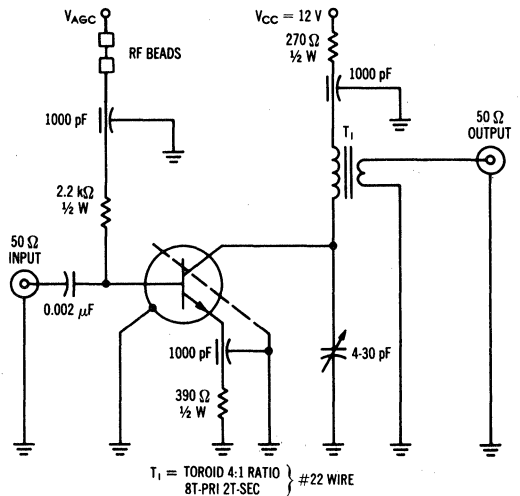 V_AGC
RF BEADS
1000 pF
2.2 kΩ
½ W
50 Ω
INPUT
0.002 μF
V_CC = 12 V
270 Ω
½ W
1000 pF
T₁
50 Ω
OUTPUT
1000 pF
390 Ω
½ W
4-30 pF
T₁ = TOROID 4:1 RATIO
8T-PRI 2T-SEC
} #22 WIRE